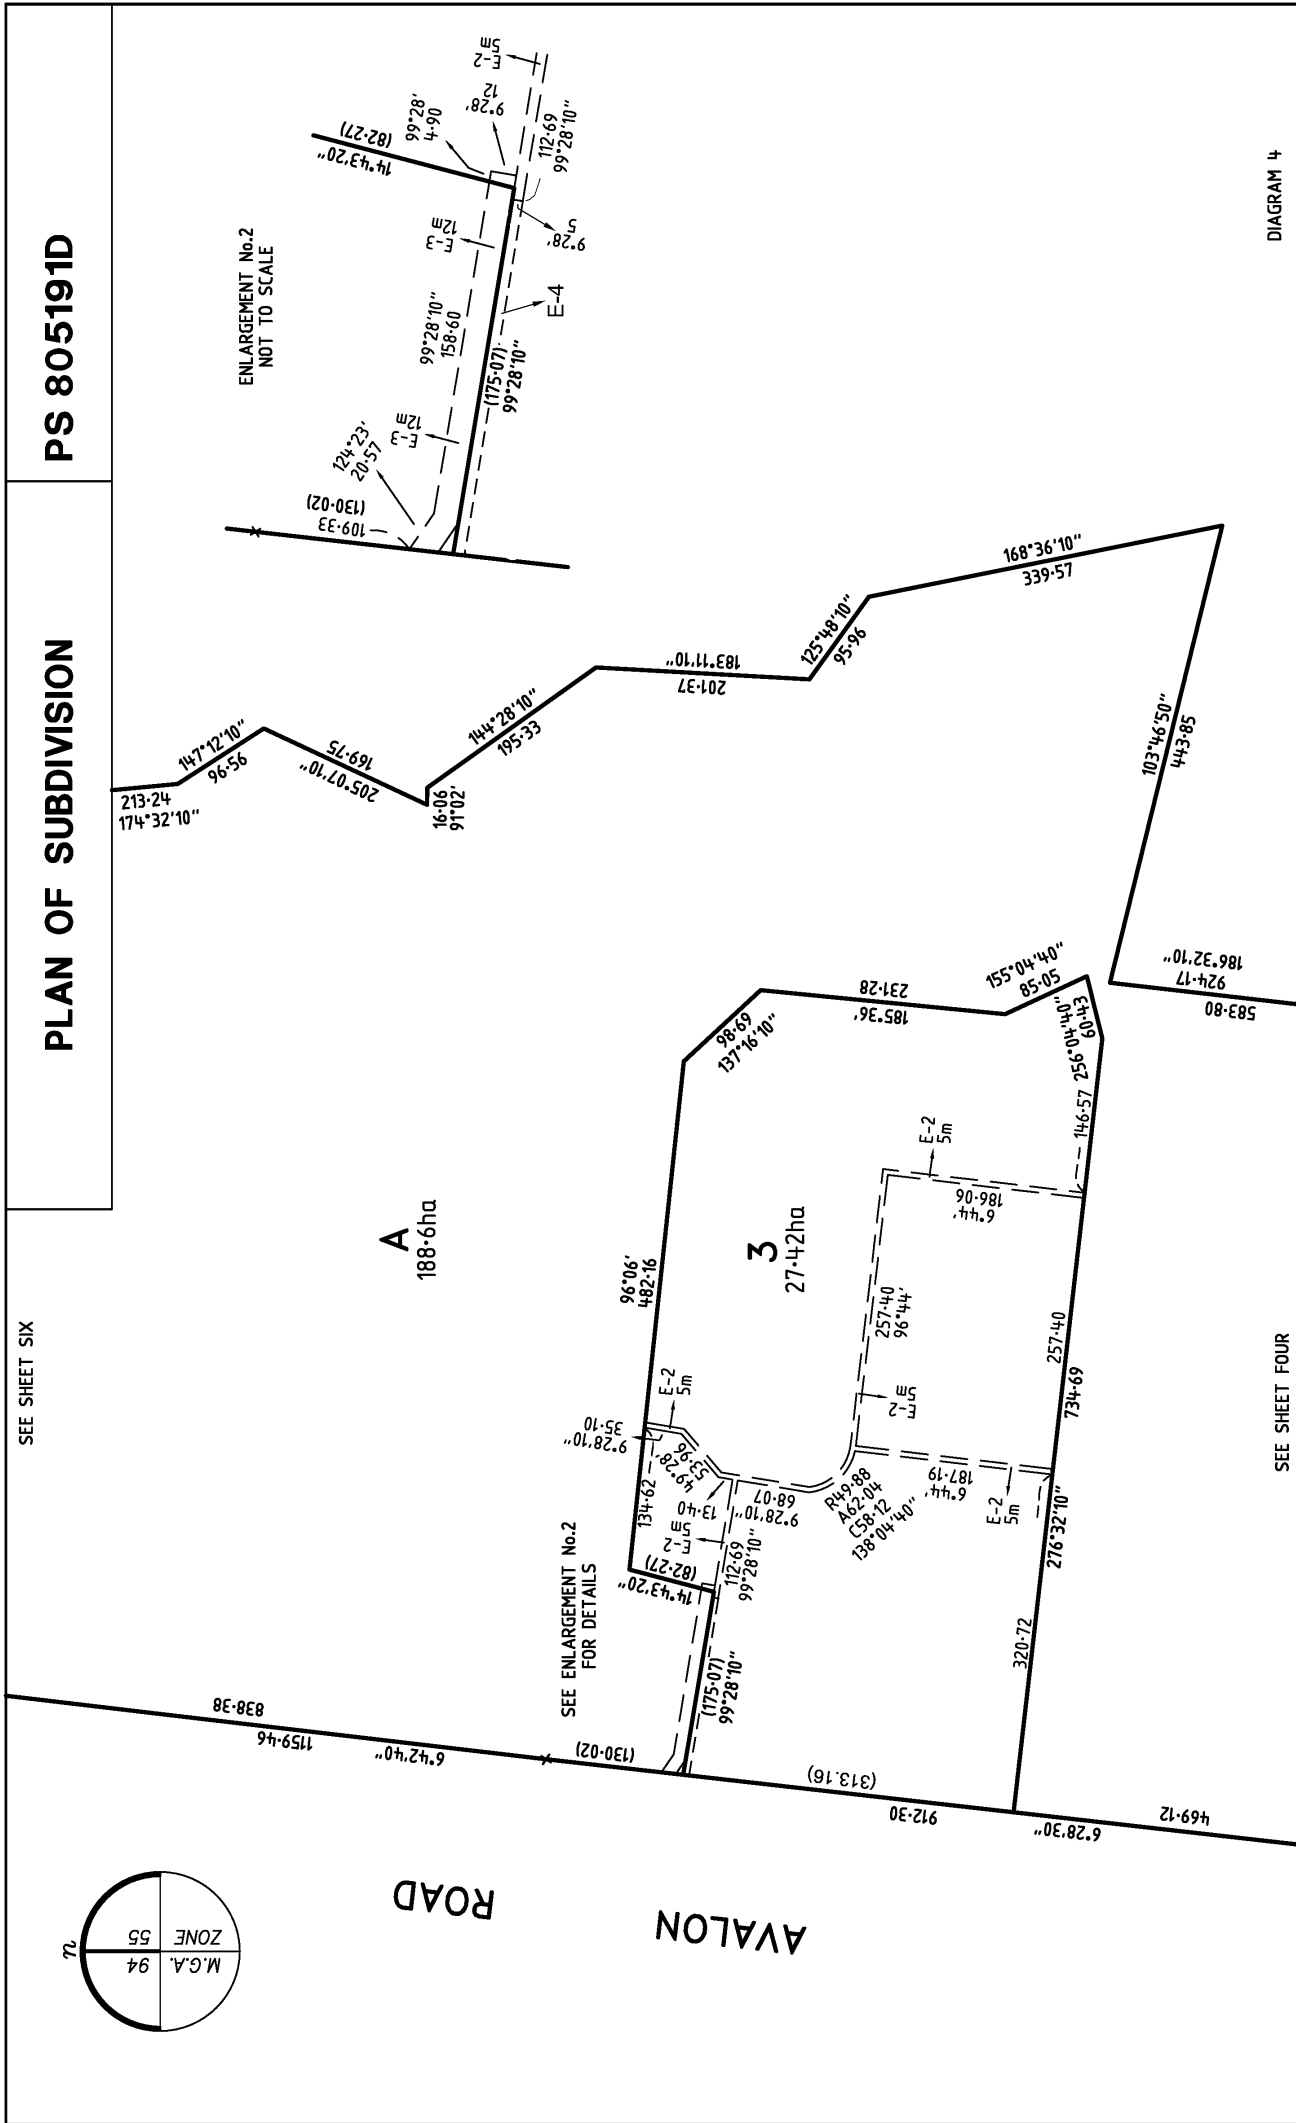 PLAN OF SUBDIVISION
PS 805191D
SEE SHEET SIX
n
M.G.A. 94
ZONE 55
AVALON
ROAD
838·38
1159·46
6°42'40"
(130·02)
(313.16)
912·30
6°28'30"
469·12
213·24
174°32'10"
147°12'10"
96·56
169·75
205°07'10"
16·06
91°02'
144°28'10"
195·33
183°11'10"
201·37
125°48'10"
95·96
168°36'10"
339·57
103°46'50"
443·85
186°32'10"
924·17
583·80
A
188·6ha
3
27·42ha
96°06'
482·16
98·69
137°16'10"
231·28
185°36'
155°04'40"
85·05
60·43
256°04'40"
146·57
257·40
734·69
276°32'10"
320·72
SEE ENLARGEMENT No.2
FOR DETAILS
14°43'20"
(82·27)
(175·07)
99°28'10"
134·62
9°28'10"
35·10
E-2
5m
49°28'
53·96
13·40
E-2
5m
112·69
99°28'10"
68·07
9°28'10"
R49·88
A62·04
C58·12
138°04'40"
E-2
5m
257·40
96°44'
E-2
5m
186·06
6°44'
187·19
6°44'
E-2
5m
ENLARGEMENT No.2
NOT TO SCALE
(130·02)
109·33
124°23'
20·57
E-3
12m
99°28'10"
158·60
E-3
12m
(175·07)
99°28'10"
E-4
14°43'20"
(82·27)
99°28'
4·90
9°28'
12
E-2
5m
112·69
99°28'10"
9°28'
5
SEE SHEET FOUR
DIAGRAM 4